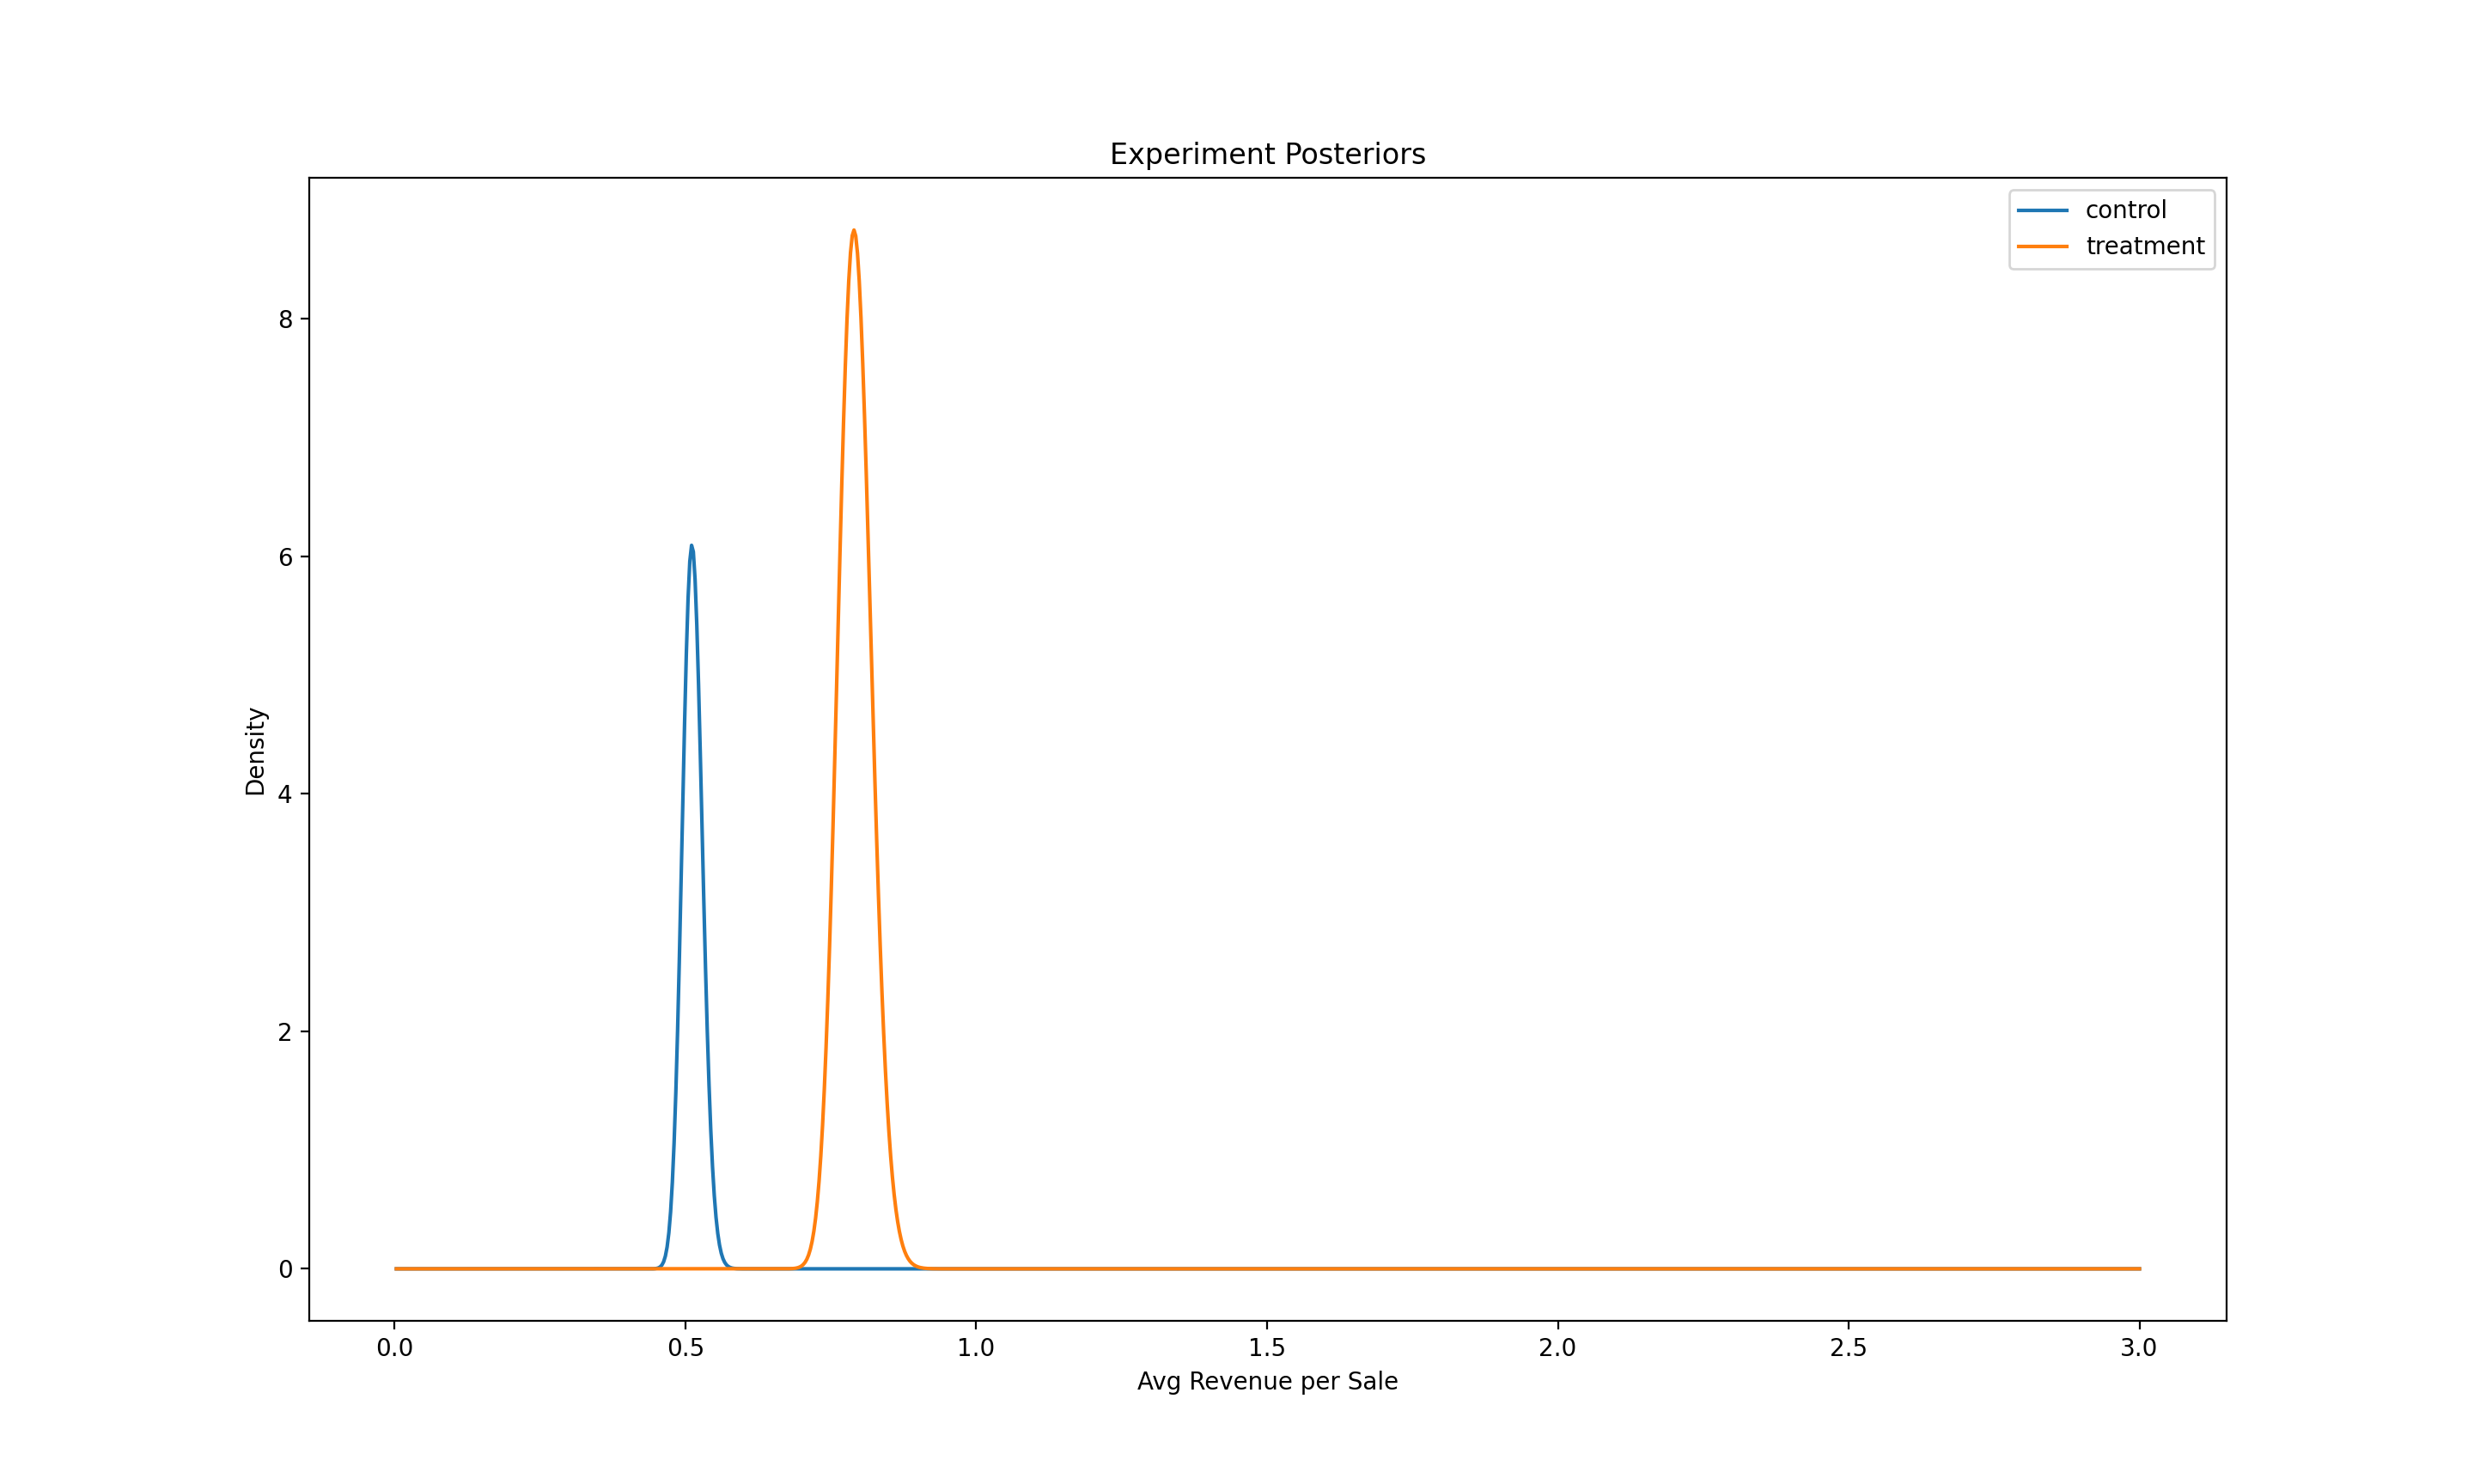 Experiment Posteriors
control
treatment
8
6
4
2
0
Density
0.0 0.5 1.0 1.5 2.0 2.5 3.0
Avg Revenue per Sale